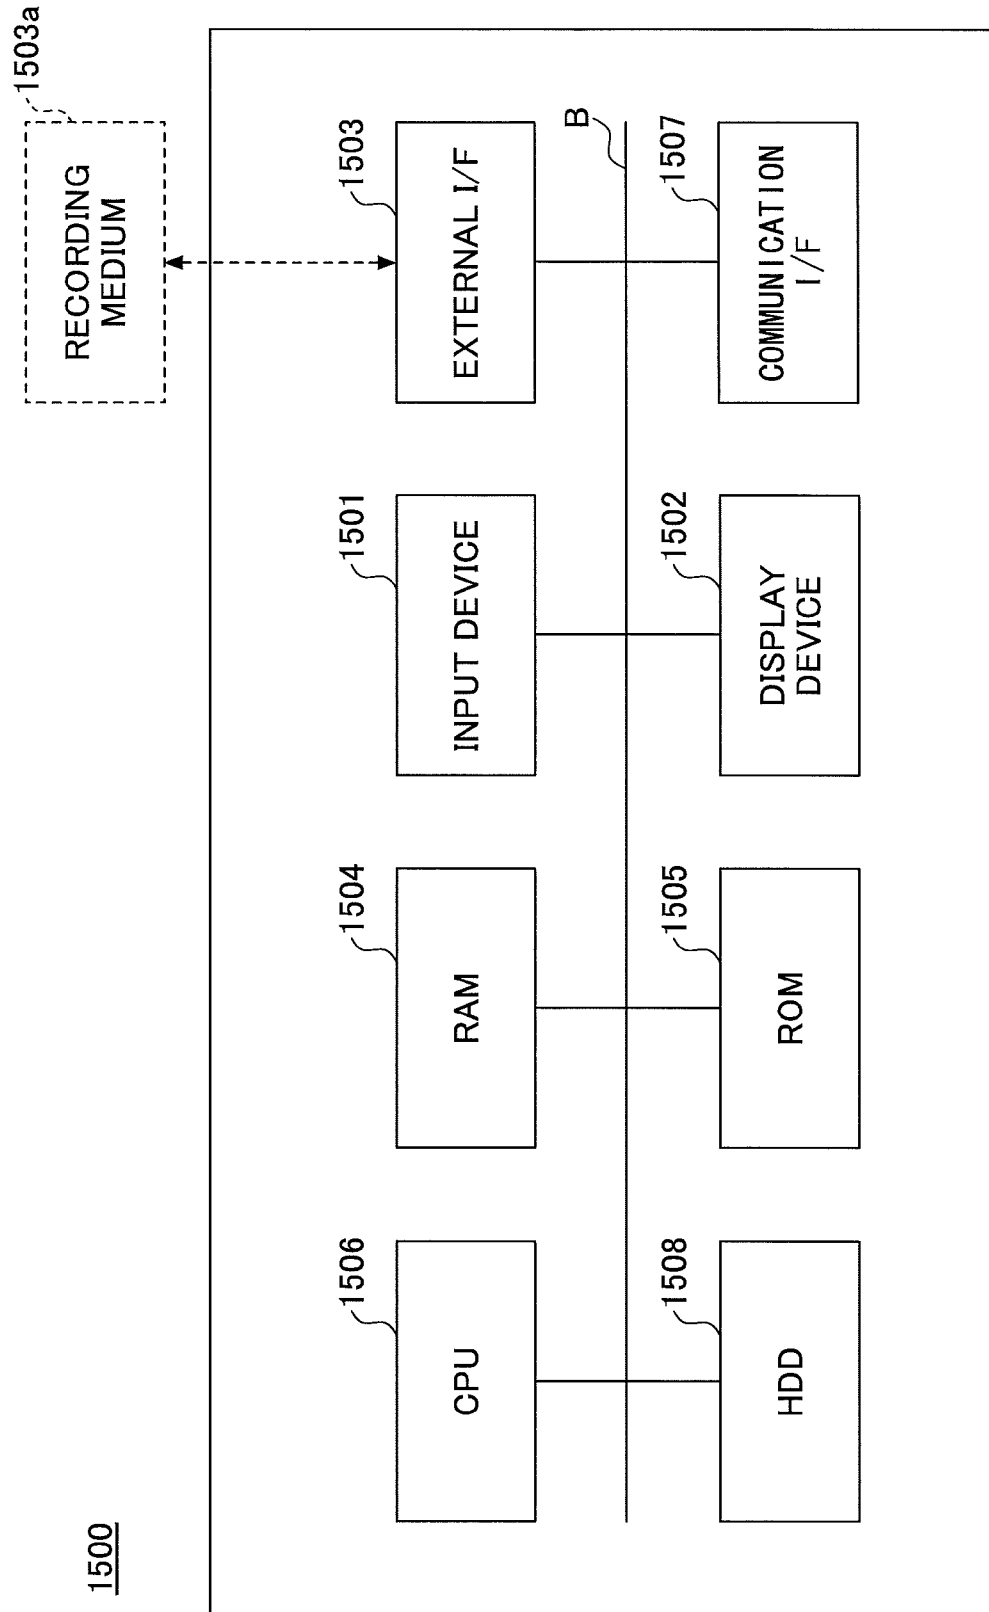 1500
1503a
RECORDING
MEDIUM
1506
CPU
1504
RAM
1501
INPUT DEVICE
1503
EXTERNAL I/F
B
1508
HDD
1505
ROM
1502
DISPLAY
DEVICE
1507
COMMUNICATION
I/F